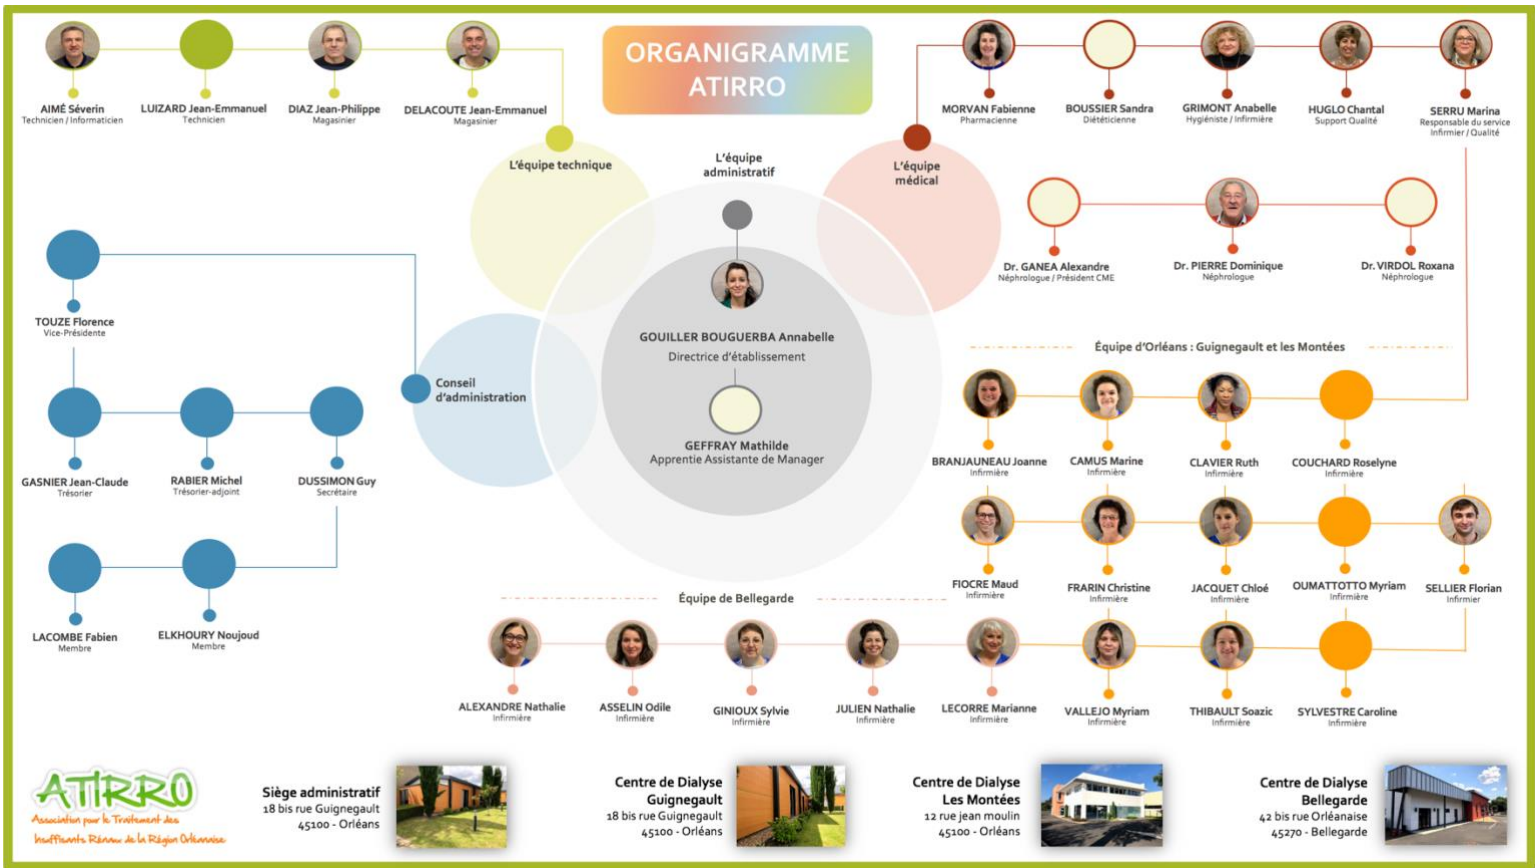 ORGANIGRAMME
ATIRRO
AIMÉ Séverin
Technicien / Informaticien
LUIZARD Jean-Emmanuel
Technicien
DIAZ Jean-Philippe
Magasinier
DELACOUTE Jean-Emmanuel
Magasinier
L'équipe technique
L'équipe
administratif
L'équipe
médical
MORVAN Fabienne
Pharmacienne
BOUSSIER Sandra
Diététicienne
GRIMONT Anabelle
Hygiéniste / Infirmière
HUGLO Chantal
Support Qualité
SERRU Marina
Responsable du service
Infirmier / Qualité
Dr. GANEA Alexandre
Néphrologue / Président CME
Dr. PIERRE Dominique
Néphrologue
Dr. VIRDOL Roxana
Néphrologue
TOUZE Florence
Vice-Présidente
GASNIER Jean-Claude
Trésorier
RABIER Michel
Trésorier-adjoint
DUSSIMON Guy
Secrétaire
LACOMBE Fabien
Membre
ELKHOURY Noujoud
Membre
Conseil
d'administration
GOUILLER BOUGUERBA Annabelle
Directrice d'établissement
GEFFRAY Mathilde
Apprentie Assistante de Manager
Équipe d'Orléans : Guignegault et les Montées
BRANJAUNEAU Joanne
Infirmière
CAMUS Marine
Infirmière
CLAVIER Ruth
Infirmière
COUCHARD Roselyne
Infirmière
FIOCRE Maud
Infirmière
FRARIN Christine
Infirmière
JACQUET Chloé
Infirmière
OUMATTOTTO Myriam
Infirmière
SELLIER Florian
Infirmier
Équipe de Bellegarde
ALEXANDRE Nathalie
Infirmière
ASSELIN Odile
Infirmière
GINIOUX Sylvie
Infirmière
JULIEN Nathalie
Infirmière
LECORRE Marianne
Infirmière
VALLEJO Myriam
Infirmière
THIBAULT Soazic
Infirmière
SYLVESTRE Caroline
Infirmière
ATIRRO
Association pour le Traitement des
Insuffisants Rénaux de la Région Orléanaise
Siège administratif
18 bis rue Guignegault
45100 - Orléans
Centre de Dialyse
Guignegault
18 bis rue Guignegault
45100 - Orléans
Centre de Dialyse
Les Montées
12 rue jean moulin
45100 - Orléans
Centre de Dialyse
Bellegarde
42 bis rue Orléanaise
45270 - Bellegarde